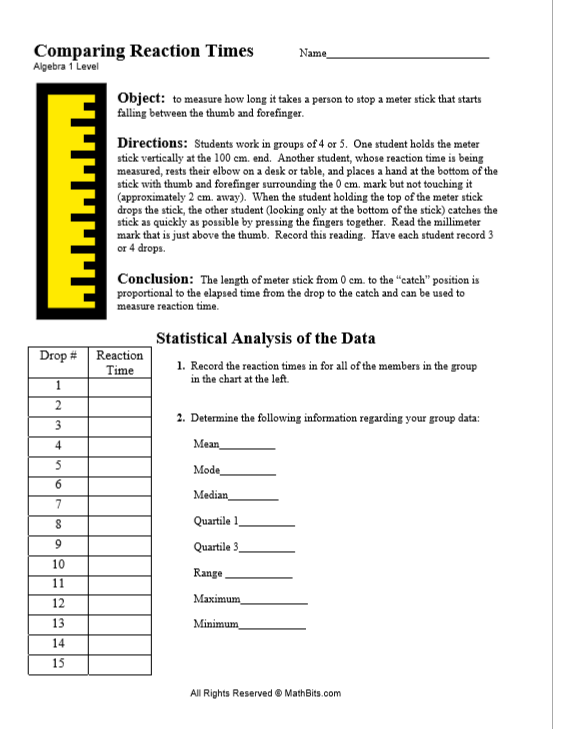 Comparing Reaction Times Name______________________________
Algebra 1 Level
Object: to measure how long it takes a person to stop a meter stick that starts
falling between the thumb and forefinger.
Directions: Students work in groups of 4 or 5. One student holds the meter
stick vertically at the 100 cm. end. Another student, whose reaction time is being
measured, rests their elbow on a desk or table, and places a hand at the bottom of the
stick with thumb and forefinger surrounding the 0 cm. mark but not touching it
(approximately 2 cm. away). When the student holding the top of the meter stick
drops the stick, the other student (looking only at the bottom of the stick) catches the
stick as quickly as possible by pressing the fingers together. Read the millimeter
mark that is just above the thumb. Record this reading. Have each student record 3
or 4 drops.
Conclusion: The length of meter stick from 0 cm. to the “catch” position is
proportional to the elapsed time from the drop to the catch and can be used to
measure reaction time.
Statistical Analysis of the Data
Drop # Reaction
Time
1
2
3
4
5
6
7
8
9
10
11
12
13
14
15
1. Record the reaction times in for all of the members in the group
in the chart at the left.
2. Determine the following information regarding your group data:
Mean__________
Mode__________
Median_________
Quartile 1__________
Quartile 3__________
Range ____________
Maximum____________
Minimum____________
All Rights Reserved © MathBits.com